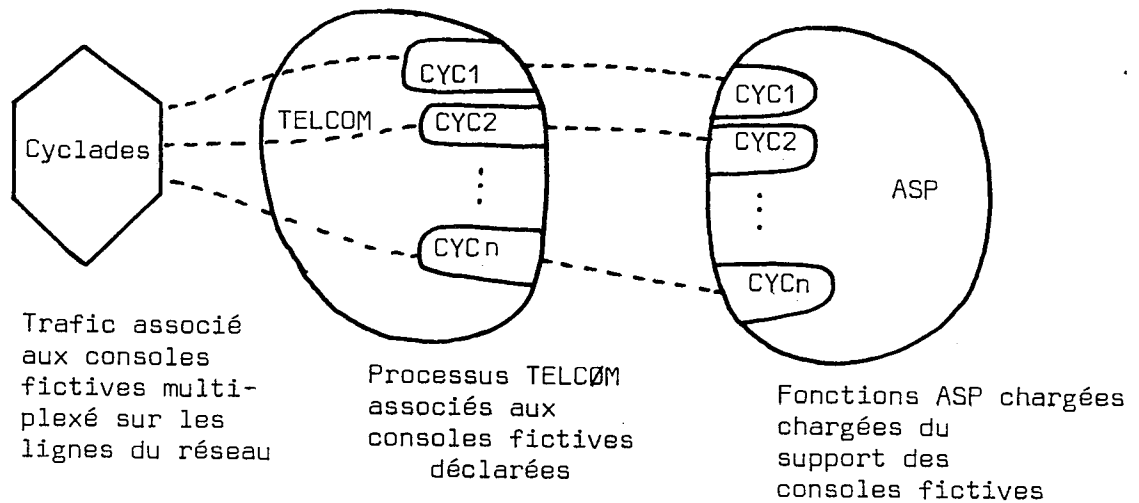 Cyclades
TELCOM
CYC1
CYC2
CYCn
CYC1
CYC2
CYCn
ASP
Trafic associé
aux consoles
fictives multi-
plexé sur les
lignes du réseau
Processus TELCØM
associés aux
consoles fictives
déclarées
Fonctions ASP chargées
chargées du
support des
consoles fictives